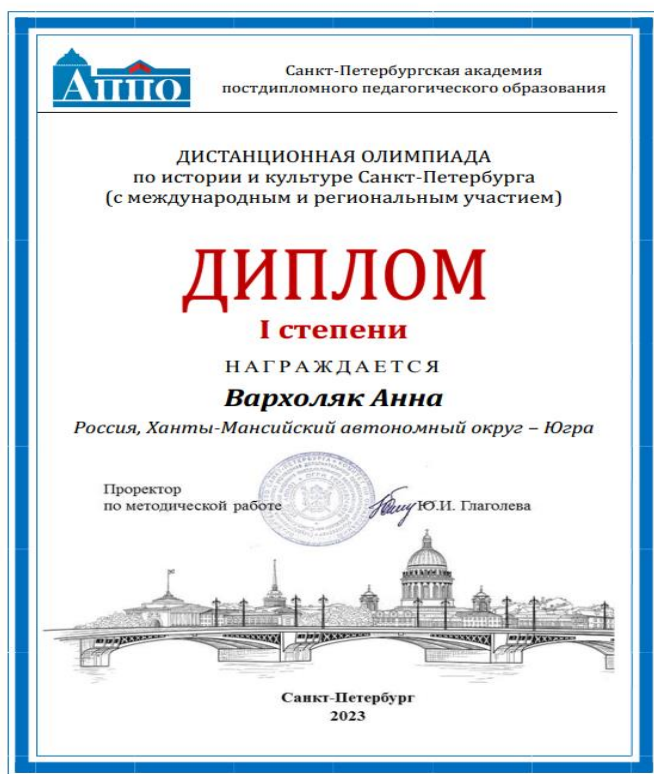 АППО
Санкт-Петербургская академия
постдипломного педагогического образования
ДИСТАНЦИОННАЯ ОЛИМПИАДА
по истории и культуре Санкт-Петербурга
(с международным и региональным участием)
ДИПЛОМ
I степени
НАГРАЖДАЕТСЯ
Вархоляк Анна
Россия, Ханты-Мансийский автономный округ – Югра
Проректор
по методической работе
Ю.И. Глаголева
Санкт-Петербург
2023